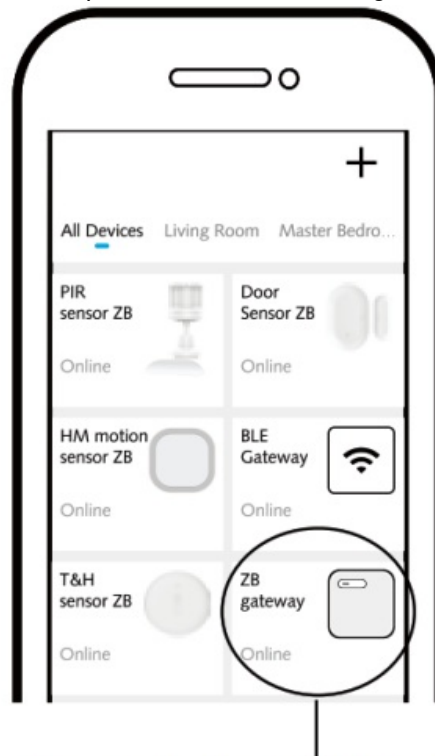 +
All Devices Living Room Master Bedro...
PIR
sensor ZB
Online
Door
Sensor ZB
Online
HM motion
sensor ZB
Online
BLE
Gateway
Online
T&H
sensor ZB
Online
ZB
gateway
Online